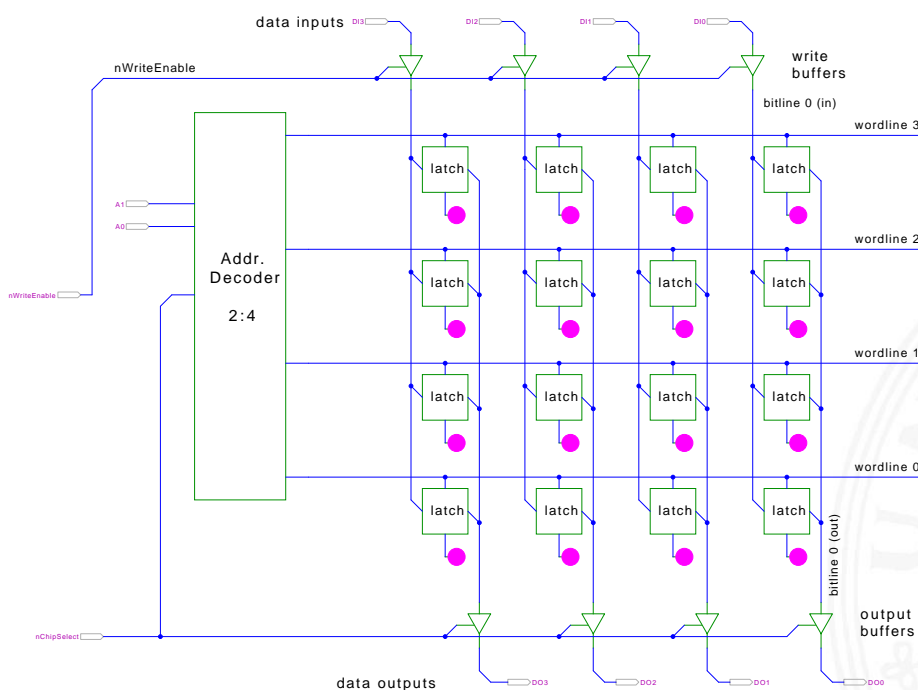 data inputs
DI3
DI2
DI1
DI0
nWriteEnable
write
buffers
bitline 0 (in)
wordline 3
latch
latch
latch
latch
A1
A0
wordline 2
Addr.
Decoder
2:4
latch
latch
latch
latch
nWriteEnable
wordline 1
latch
latch
latch
latch
wordline 0
latch
latch
latch
latch
bitline 0 (out)
output
buffers
nChipSelect
data outputs
DO3
DO2
DO1
DO0